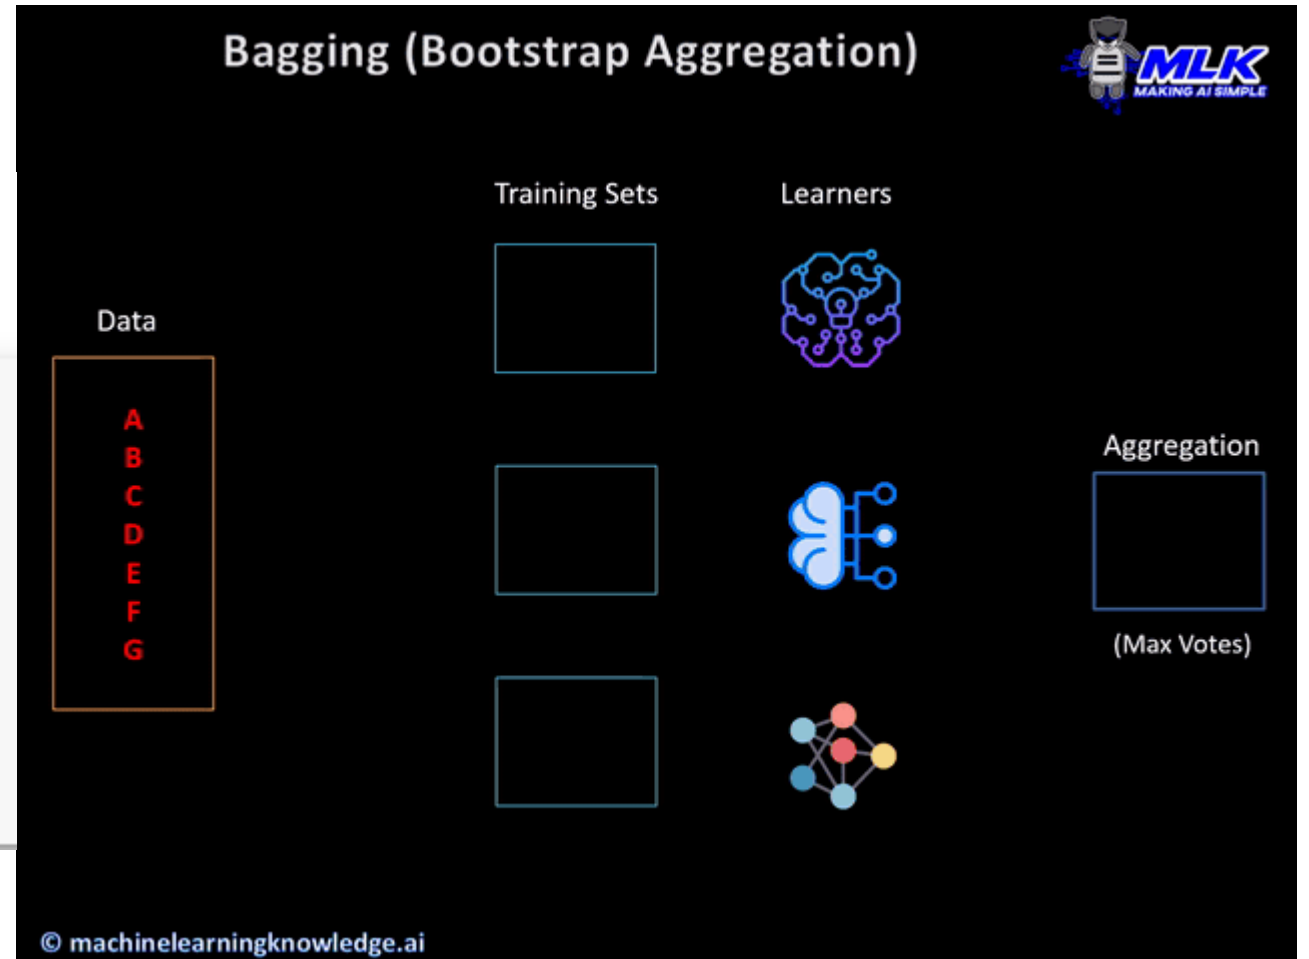 Bagging (Bootstrap Aggregation)
MLK
MAKING AI SIMPLE
Training Sets
Learners
Data
A
B
C
D
E
F
G
Aggregation
(Max Votes)
© machinelearningknowledge.ai